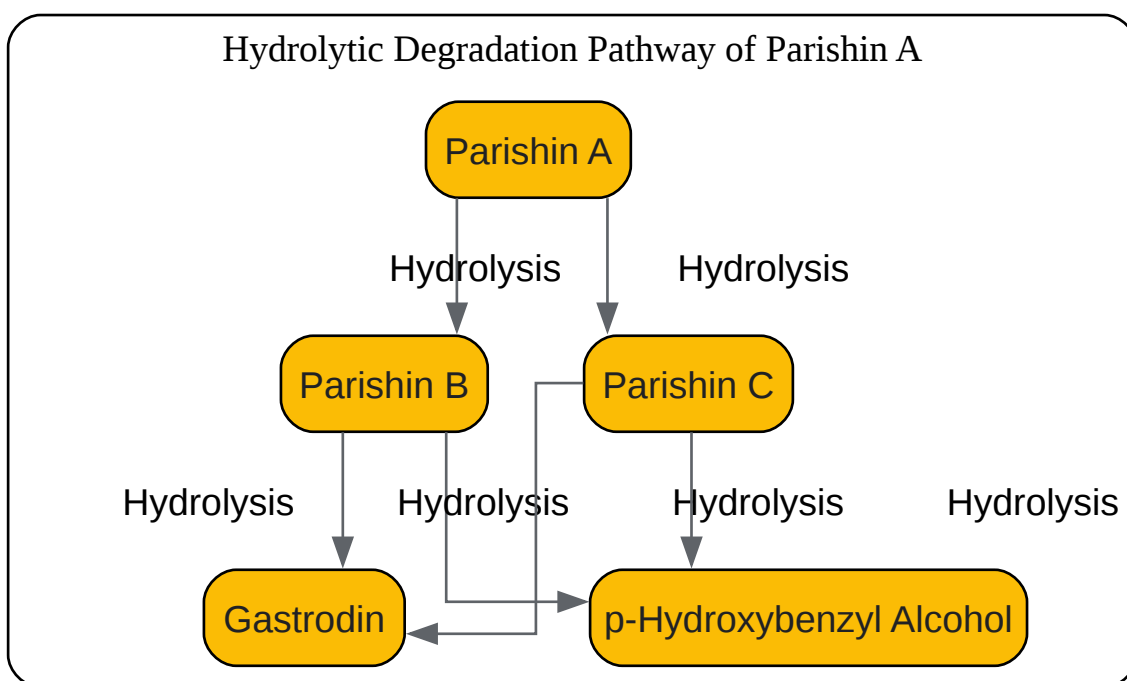 Hydrolytic Degradation Pathway of Parishin A
Parishin A
Hydrolysis
Hydrolysis
Parishin B
Parishin C
Hydrolysis
Hydrolysis
Hydrolysis
Hydrolysis
Gastrodin
p-Hydroxybenzyl Alcohol